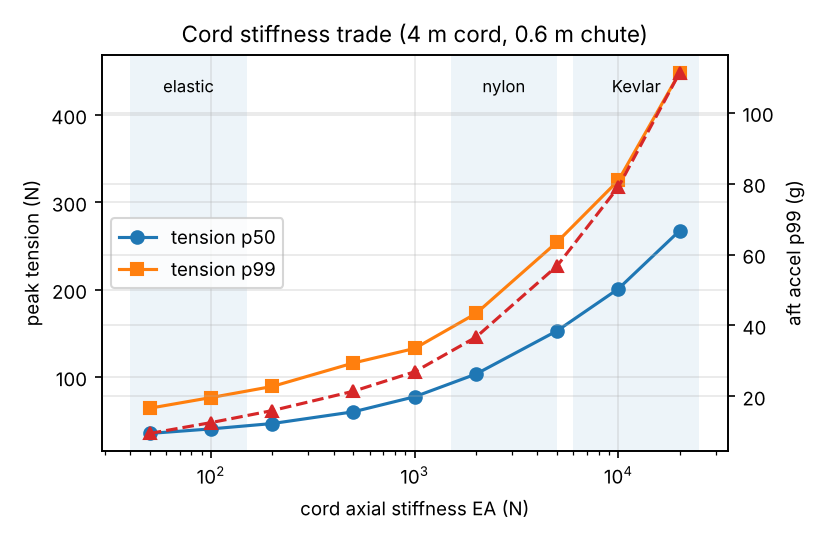 Cord stiffness trade (4 m cord, 0.6 m chute)
elastic
nylon
Kevlar
peak tension (N)
400
300
200
100
aft accel p99 (g)
100
80
60
40
20
tension p50
tension p99
10²
10³
10⁴
cord axial stiffness EA (N)